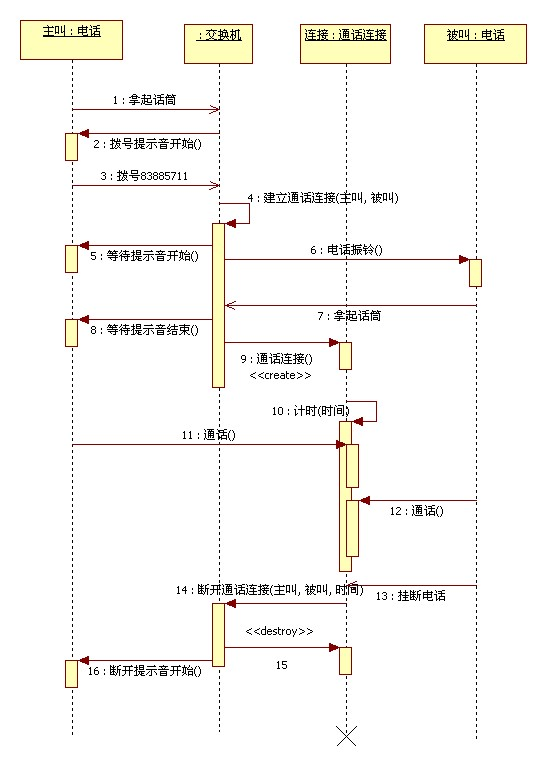 主叫 : 电话
: 交换机
连接 : 通话连接
被叫 : 电话
1 : 拿起话筒
2 : 拨号提示音开始()
3 : 拨号83885711
4 : 建立通话连接(主叫, 被叫)
5 : 等待提示音开始()
6 : 电话振铃()
7 : 拿起话筒
8 : 等待提示音结束()
9 : 通话连接()
<<create>>
10 : 计时(时间)
11 : 通话()
12 : 通话()
13 : 挂断电话
14 : 断开通话连接(主叫, 被叫, 时间)
<<destroy>>
15
16 : 断开提示音开始()